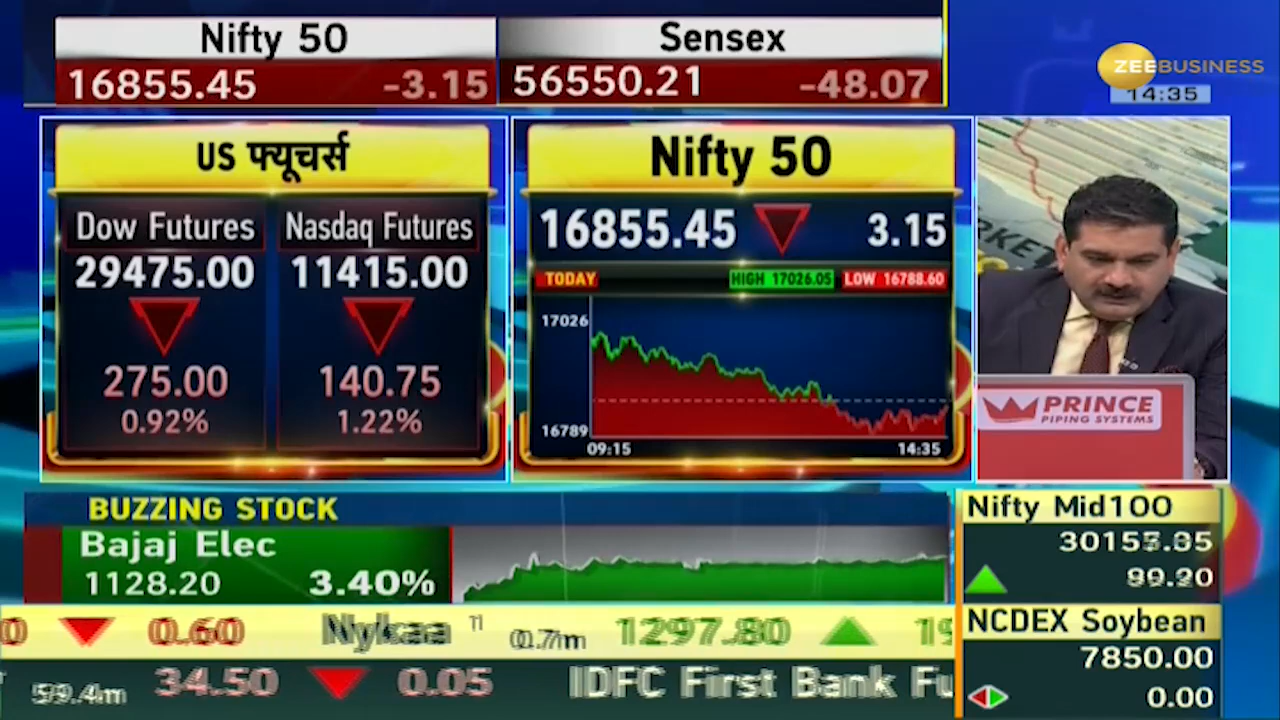 Nifty 50
16855.45 -3.15
Sensex
56550.21 -48.07
ZEEBUSINESS
14:35
US फ्यूचर्स
Dow Futures
29475.00
275.00
0.92%
Nasdaq Futures
11415.00
140.75
1.22%
Nifty 50
16855.45 3.15
TODAY HIGH 17026.05 LOW 16788.60
17026
16789
09:15 14:35
PRINCE
PIPING SYSTEMS
BUZZING STOCK
Bajaj Elec
1128.20 3.40%
Nifty Mid100
99.20
NCDEX Soybean
7850.00
0.00
0 0.60 Nykaa 0.7m 1297.80 19
59.4m 34.50 0.05 IDFC First Bank Fu